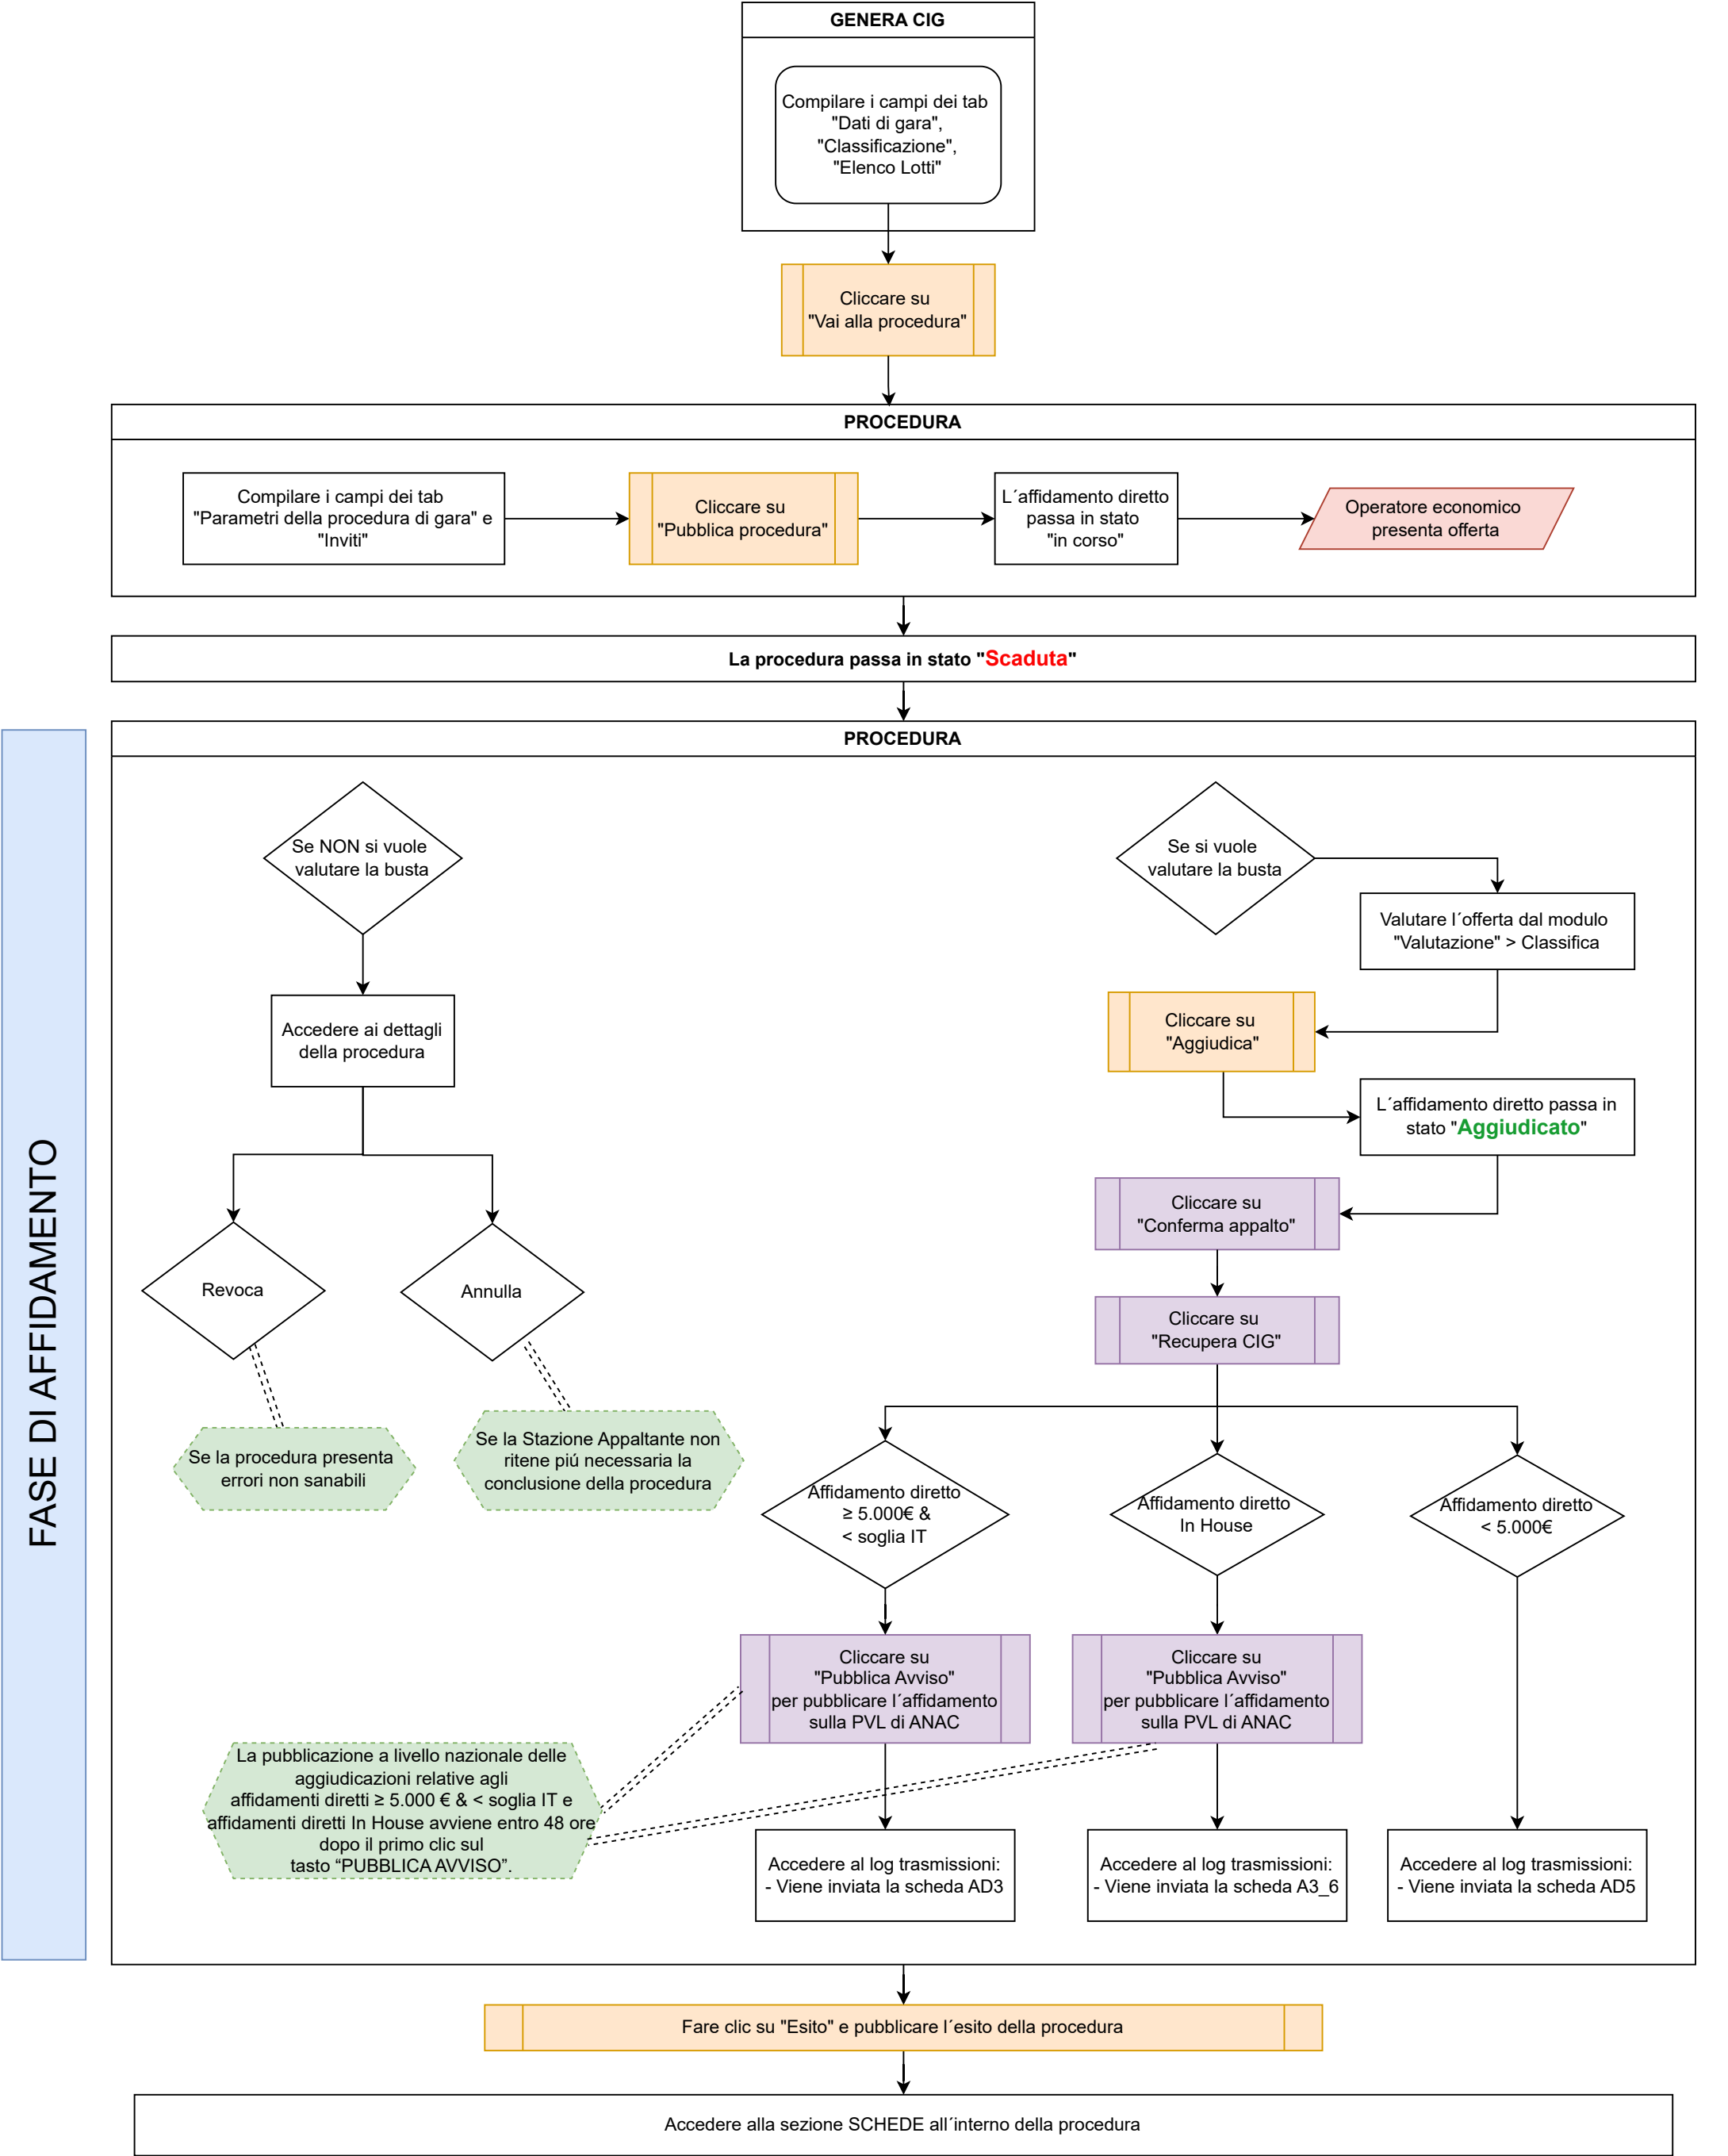 GENERA CIG
Compilare i campi dei tab
"Dati di gara",
"Classificazione",
"Elenco Lotti"
Cliccare su
"Vai alla procedura"
PROCEDURA
Compilare i campi dei tab
"Parametri della procedura di gara" e
"Inviti"
Cliccare su
"Pubblica procedura"
L´affidamento diretto
passa in stato
"in corso"
Operatore economico
presenta offerta
La procedura passa in stato "Scaduta"
FASE DI AFFIDAMENTO
PROCEDURA
Se NON si vuole
valutare la busta
Accedere ai dettagli
della procedura
Revoca
Annulla
Se la procedura presenta
errori non sanabili
Se la Stazione Appaltante non
ritene piú necessaria la
conclusione della procedura
Se si vuole
valutare la busta
Valutare l´offerta dal modulo
"Valutazione" > Classifica
Cliccare su
"Aggiudica"
L´affidamento diretto passa in
stato "Aggiudicato"
Cliccare su
"Conferma appalto"
Cliccare su
"Recupera CIG"
Affidamento diretto
≥ 5.000€ &
< soglia IT
Affidamento diretto
In House
Affidamento diretto
< 5.000€
Cliccare su
"Pubblica Avviso"
per pubblicare l´affidamento
sulla PVL di ANAC
Cliccare su
"Pubblica Avviso"
per pubblicare l´affidamento
sulla PVL di ANAC
La pubblicazione a livello nazionale delle
aggiudicazioni relative agli
affidamenti diretti ≥ 5.000 € & < soglia IT e
affidamenti diretti In House avviene entro 48 ore
dopo il primo clic sul
tasto “PUBBLICA AVVISO”.
Accedere al log trasmissioni:
- Viene inviata la scheda AD3
Accedere al log trasmissioni:
- Viene inviata la scheda A3_6
Accedere al log trasmissioni:
- Viene inviata la scheda AD5
Fare clic su "Esito" e pubblicare l´esito della procedura
Accedere alla sezione SCHEDE all´interno della procedura